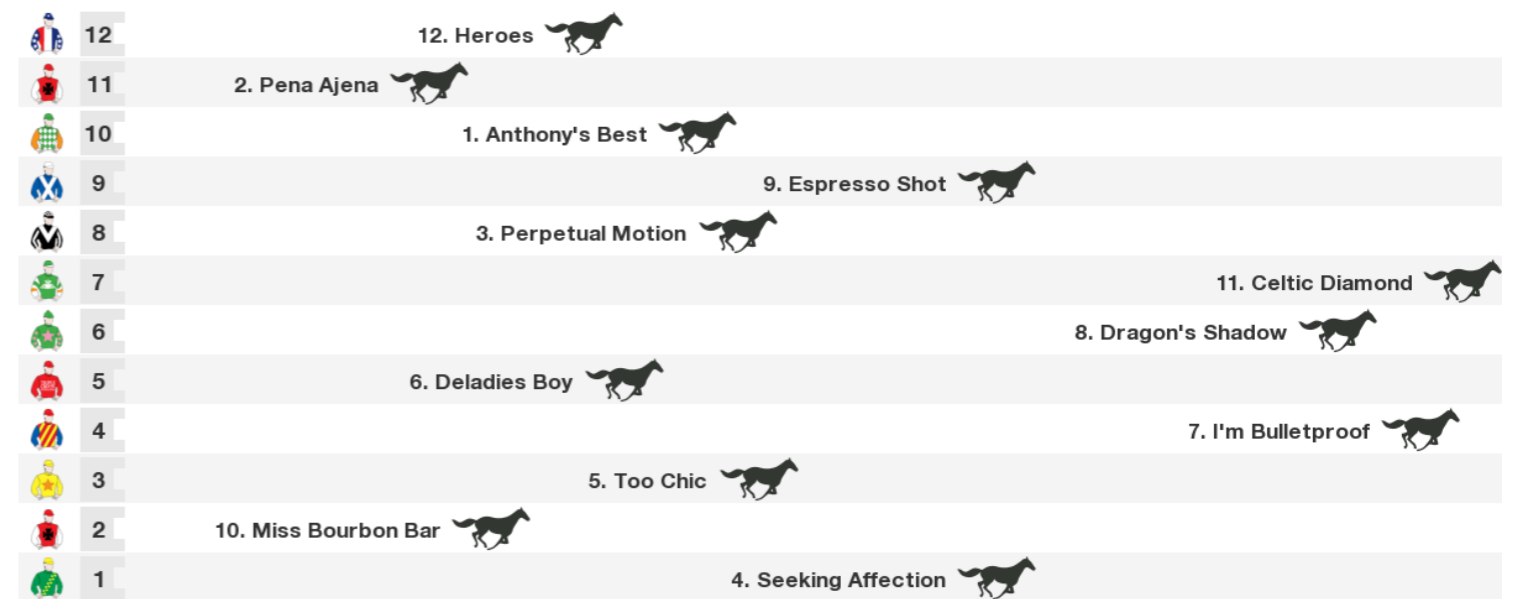 12 12. Heroes
11 2. Pena Ajena
10 1. Anthony's Best
9 9. Espresso Shot
8 3. Perpetual Motion
7 11. Celtic Diamond
6 8. Dragon's Shadow
5 6. Deladies Boy
4 7. I'm Bulletproof
3 5. Too Chic
2 10. Miss Bourbon Bar
1 4. Seeking Affection